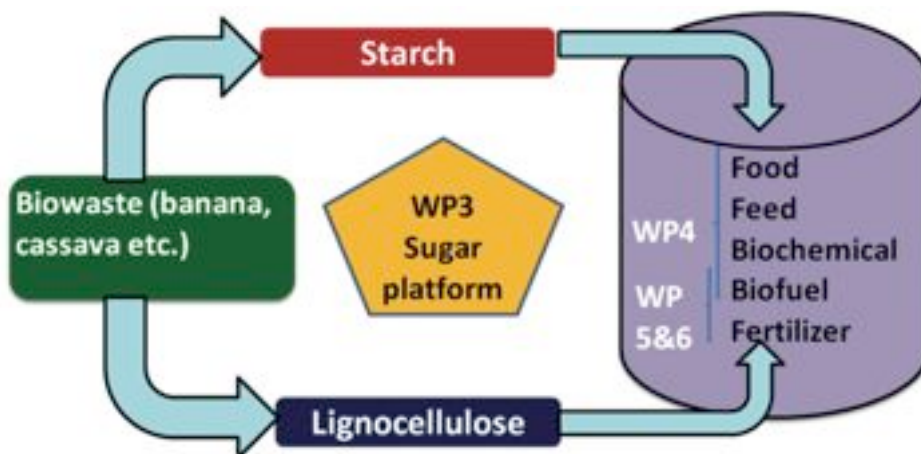 Starch
Biowaste (banana,
cassava etc.)
WP3
Sugar
platform
WP4
WP
5&6
Food
Feed
Biochemical
Biofuel
Fertilizer
Lignocellulose